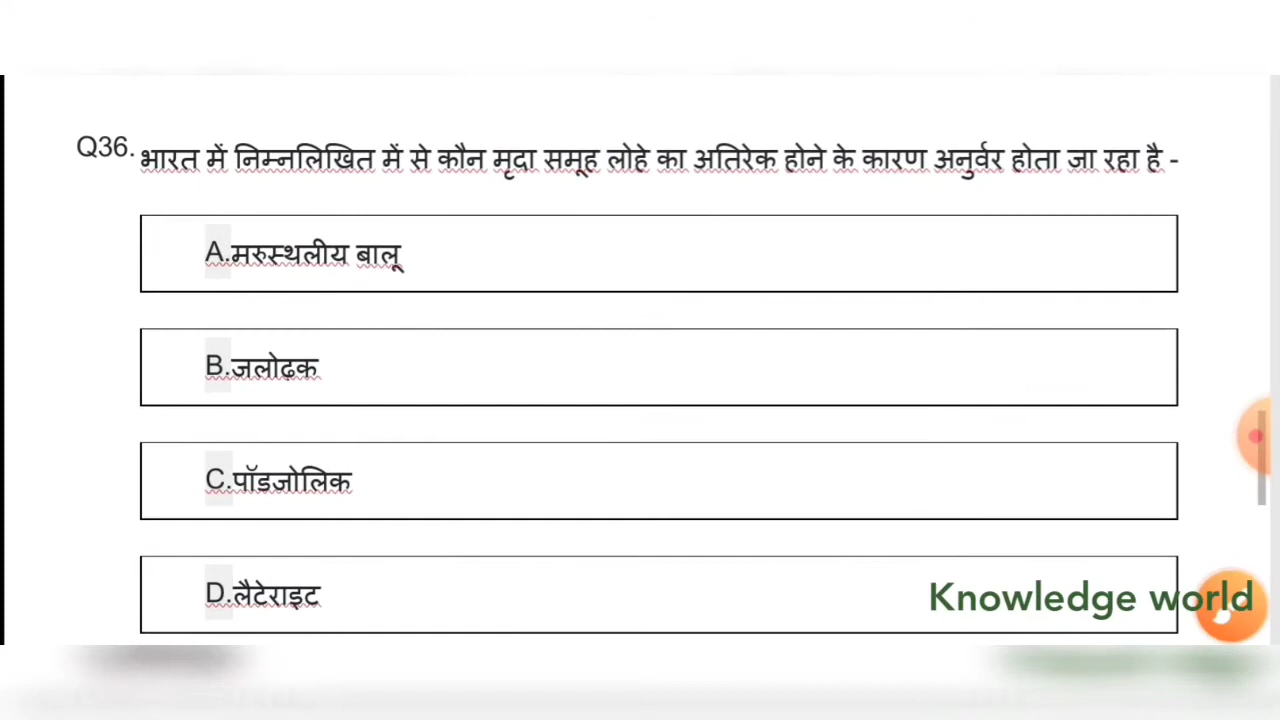 Q36. भारत में निम्नलिखित में से कौन मृदा समूह लोहे का अतिरेक होने के कारण अनुर्वर होता जा रहा है -
A.मरुस्थलीय बालू
B.जलोढ़क
C.पॉडजोलिक
D.लैटेराइट
Knowledge world